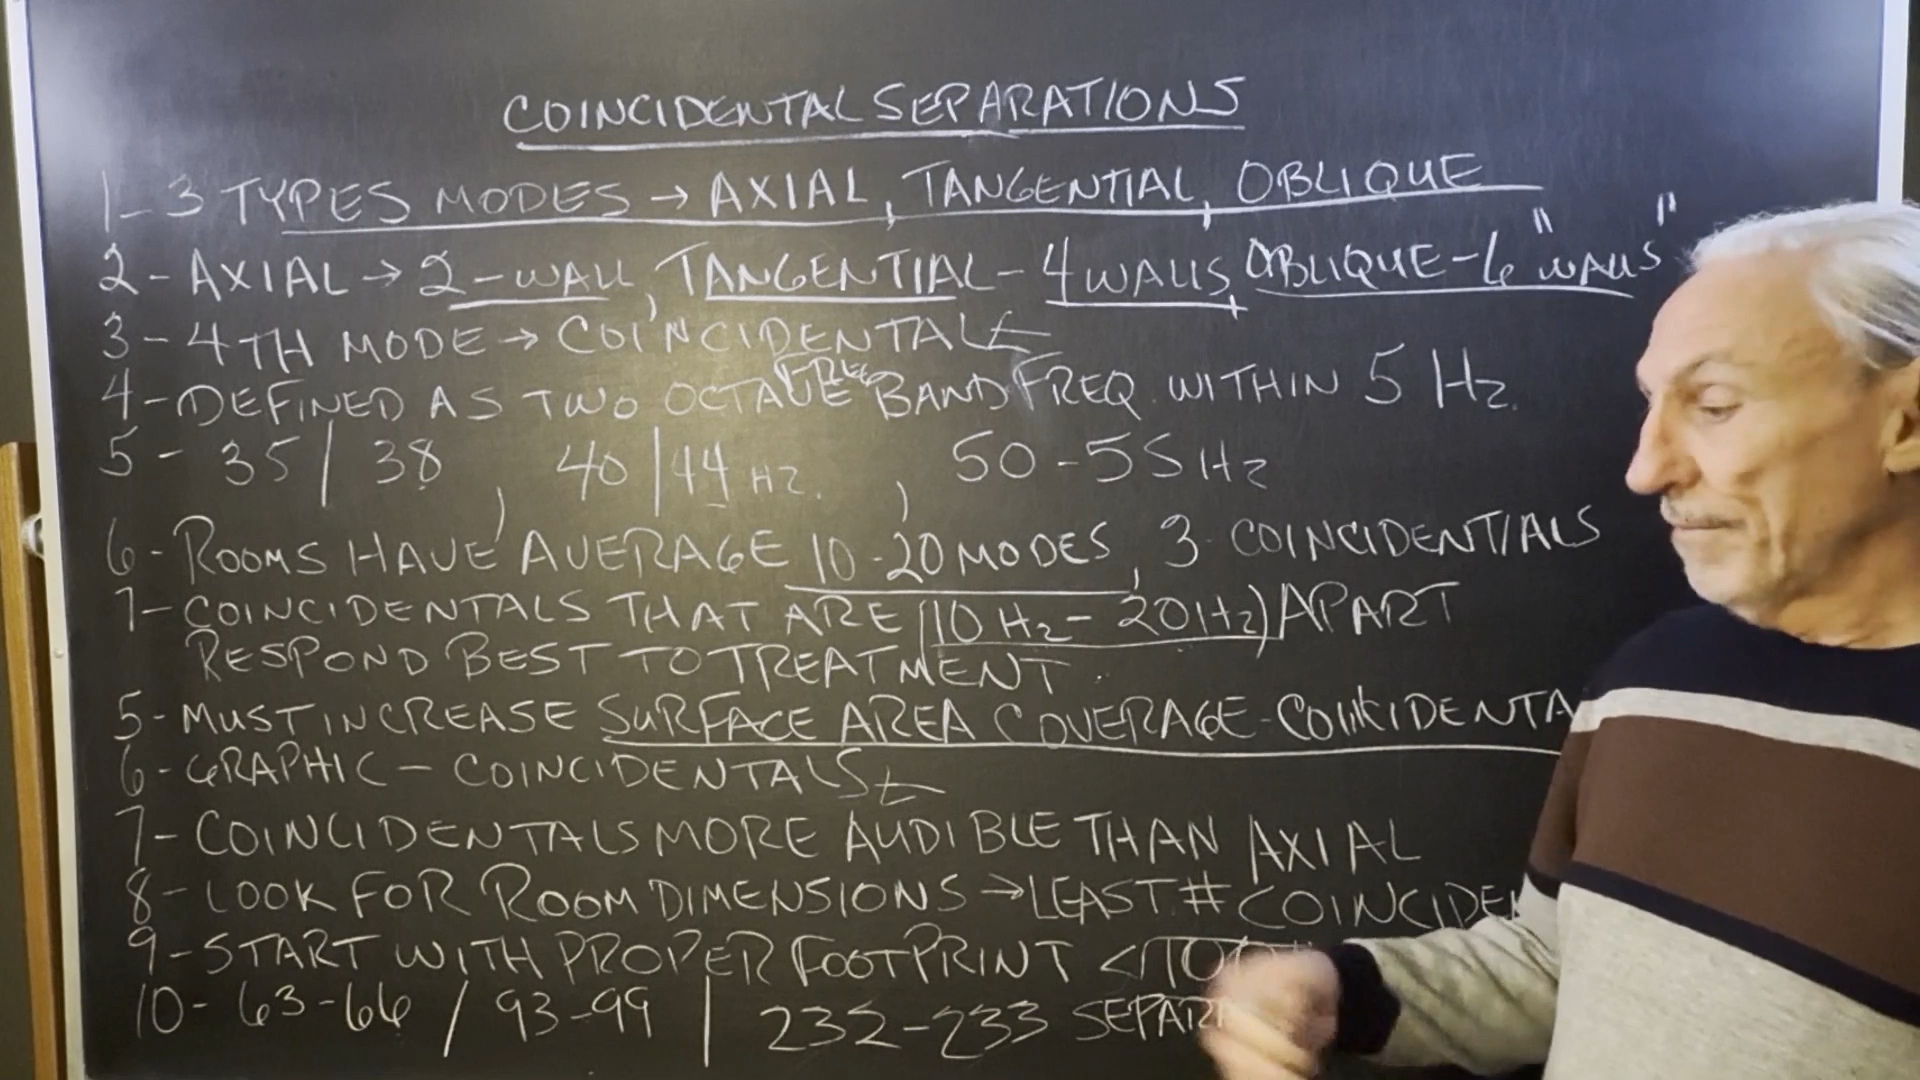 COINCIDENTAL SEPARATIONS
1- 3 TYPES MODES → AXIAL, TANGENTIAL, OBLIQUE
2 - AXIAL → 2-WALL, TANGENTIAL - 4 WALLS, OBLIQUE - 6 "WALLS"
3 - 4TH MODE → COINCIDENTAL ←
FREQ
4 - DEFINED AS TWO OCTAVE BAND FREQ. WITHIN 5 Hz.
5 - 35 / 38, 40 | 44 HZ., 50 - 55 HZ
6 - ROOMS HAVE AVERAGE 10 - 20 MODES, 3 COINCIDENTIALS
7 - COINCIDENTALS THAT ARE (10 Hz - 20 Hz) APART
RESPOND BEST TO TREATMENT.
5 - MUST INCREASE SURFACE AREA COVERAGE - COINCIDENTA
6 - GRAPHIC - COINCIDENTALS ←
7 - COINCIDENTALS MORE AUDIBLE THAN AXIAL
8 - LOOK FOR ROOM DIMENSIONS → LEAST # COINCIDEN
9 - START WITH PROPER FOOTPRINT <
10 - 63-66 / 93-99 | 232-233 SEPAR